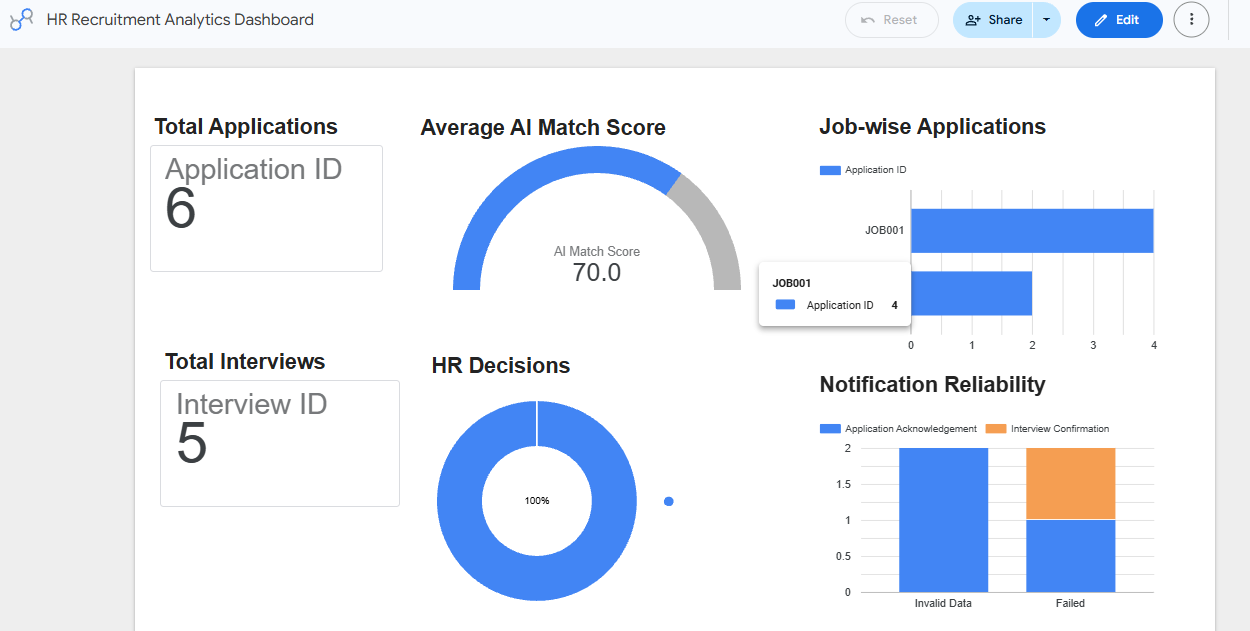 HR Recruitment Analytics Dashboard
Reset
Share
Edit
Total Applications
Application ID
6
Average AI Match Score
AI Match Score
70.0
Job-wise Applications
Application ID
JOB001
JOB001
Application ID 4
0 1 2 3 4
Total Interviews
Interview ID
5
HR Decisions
100%
Notification Reliability
Application Acknowledgement Interview Confirmation
2
1.5
1
0.5
0
Invalid Data Failed